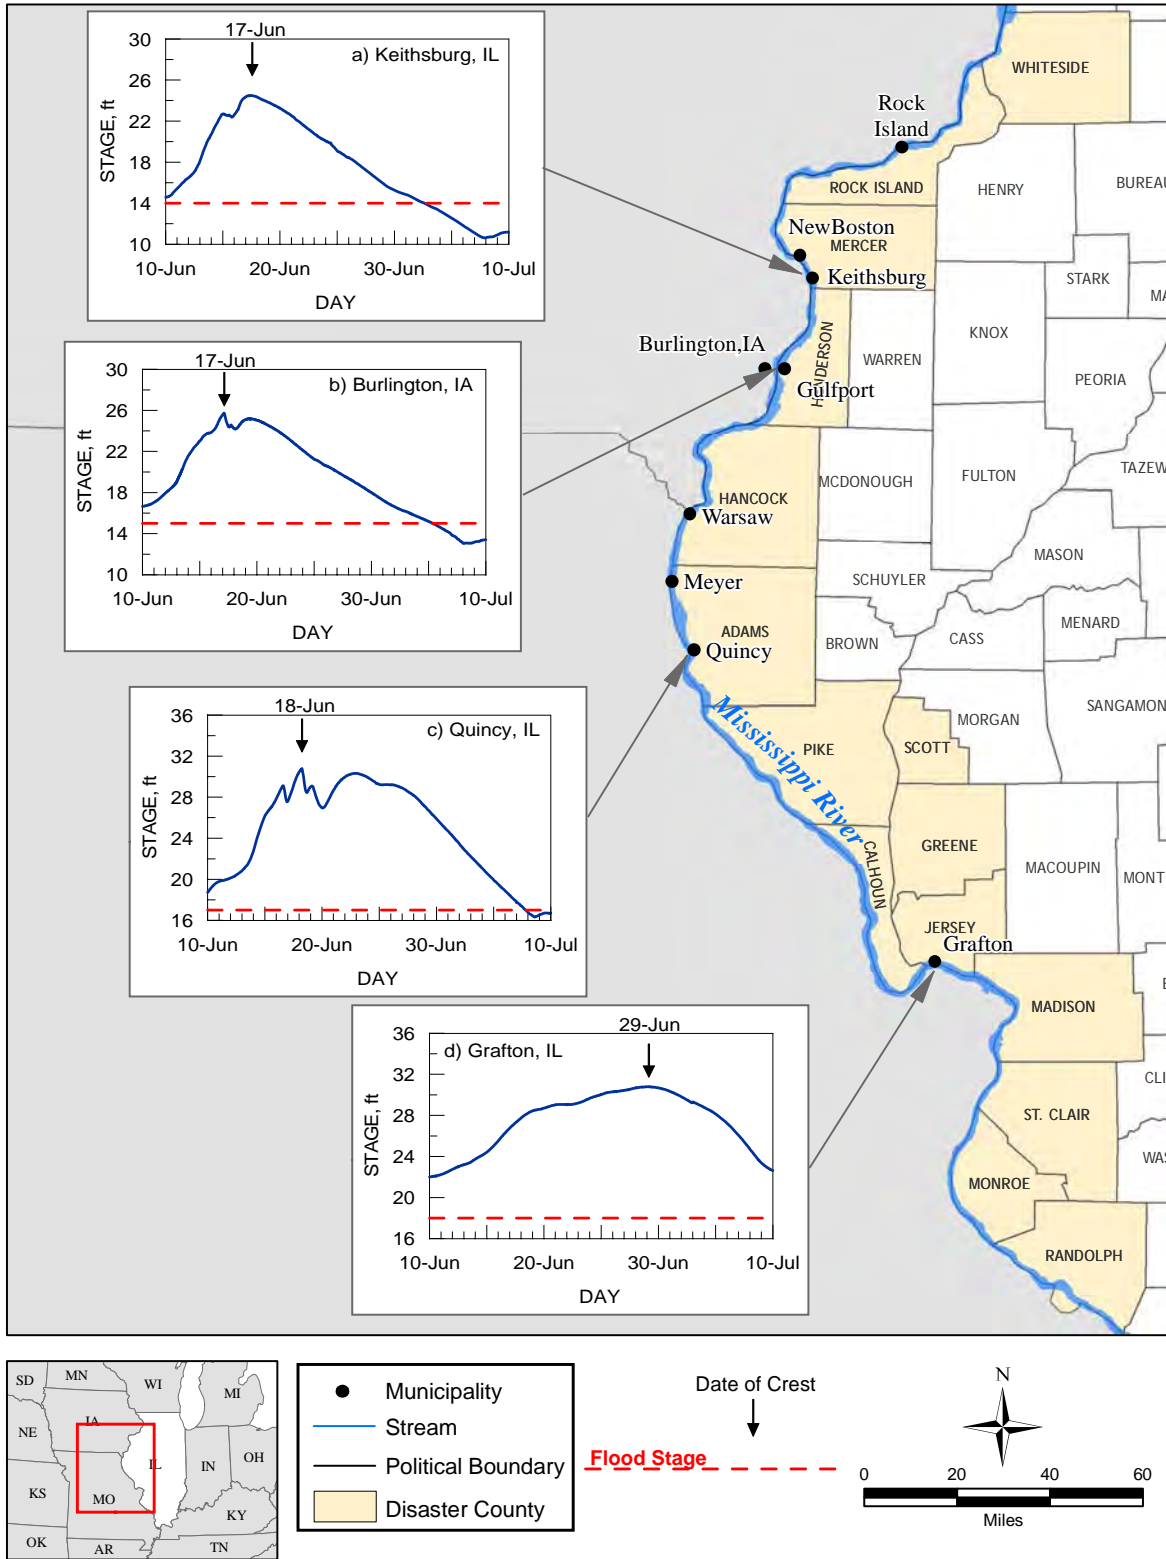 17-Jun
a) Keithsburg, IL
STAGE, ft
30
26
22
18
14
10
10-Jun
20-Jun
30-Jun
10-Jul
DAY
17-Jun
b) Burlington, IA
STAGE, ft
30
26
22
18
14
10
10-Jun
20-Jun
30-Jun
10-Jul
DAY
18-Jun
c) Quincy, IL
STAGE, ft
36
32
28
24
20
16
10-Jun
20-Jun
30-Jun
10-Jul
DAY
29-Jun
d) Grafton, IL
STAGE, ft
36
32
28
24
20
16
10-Jun
20-Jun
30-Jun
10-Jul
DAY
WHITESIDE
Rock
Island
ROCK ISLAND
HENRY
BUREAU
NewBoston
MERCER
Keithsburg
STARK
MA
KNOX
HENDERSON
WARREN
PEORIA
Burlington,IA
Gulfport
FULTON
TAZEW
MCDONOUGH
HANCOCK
Warsaw
MASON
SCHUYLER
Meyer
MENARD
ADAMS
BROWN
CASS
Quincy
SANGAMON
MORGAN
PIKE
SCOTT
Mississippi River
GREENE
CALHOUN
MACOUPIN
MONT
JERSEY
Grafton
MADISON
CLI
ST. CLAIR
WAS
MONROE
RANDOLPH
SD
MN
WI
MI
NE
IA
IL
IN
OH
KS
MO
KY
OK
AR
TN
Municipality
Stream
Political Boundary
Disaster County
Date of Crest
Flood Stage
N
0
20
40
60
Miles